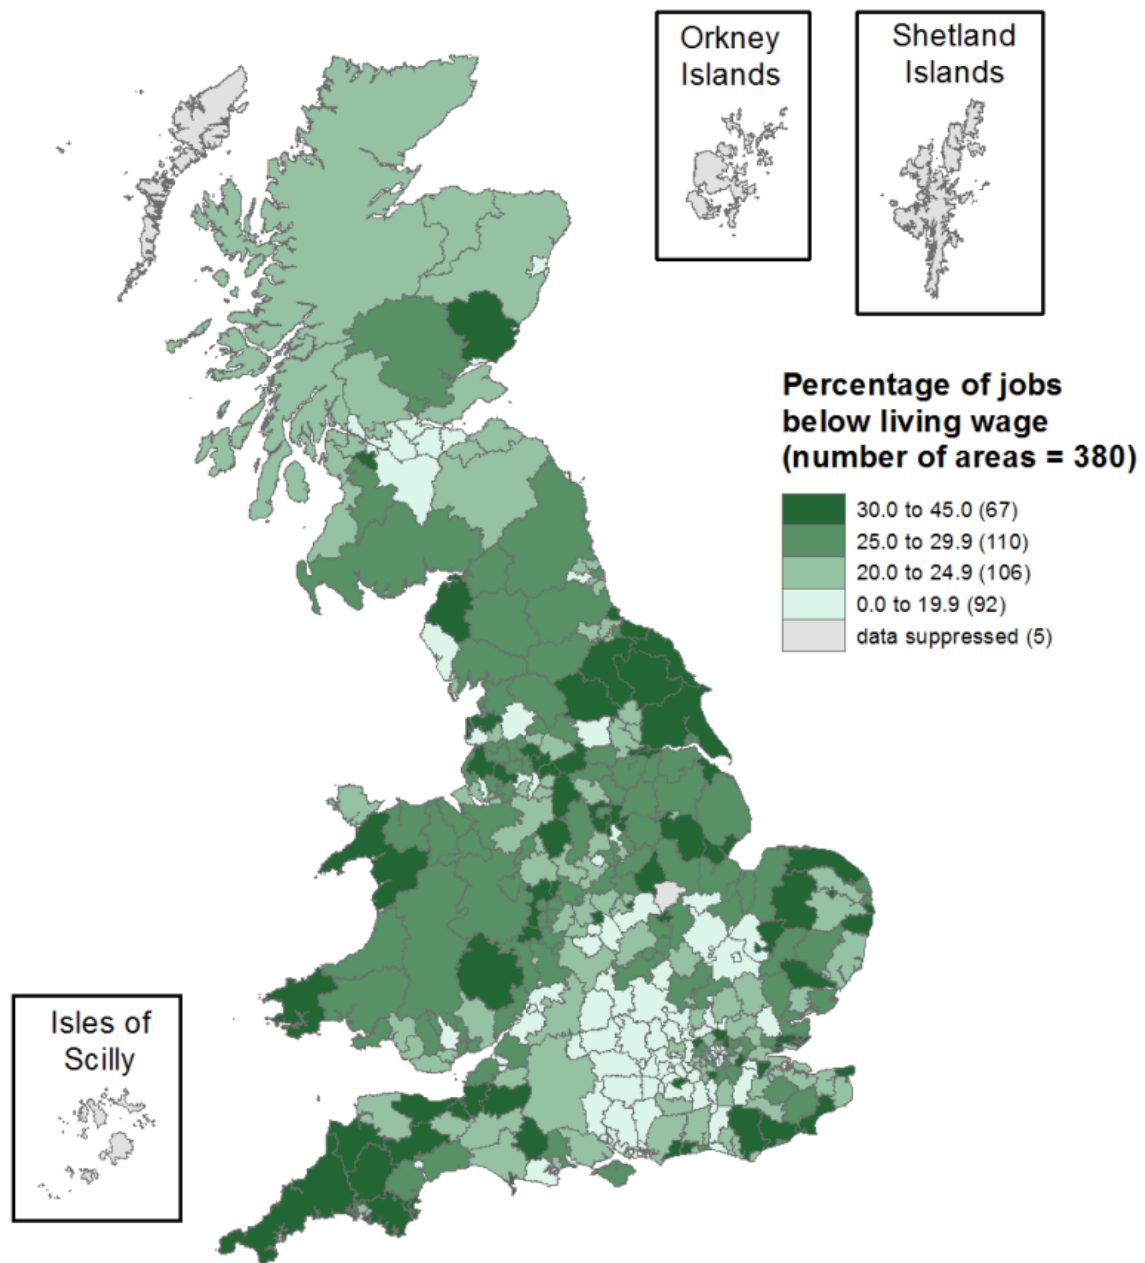 Orkney
Islands
Shetland
Islands
Percentage of jobs
below living wage
(number of areas = 380)
30.0 to 45.0 (67)
25.0 to 29.9 (110)
20.0 to 24.9 (106)
0.0 to 19.9 (92)
data suppressed (5)
Isles of
Scilly